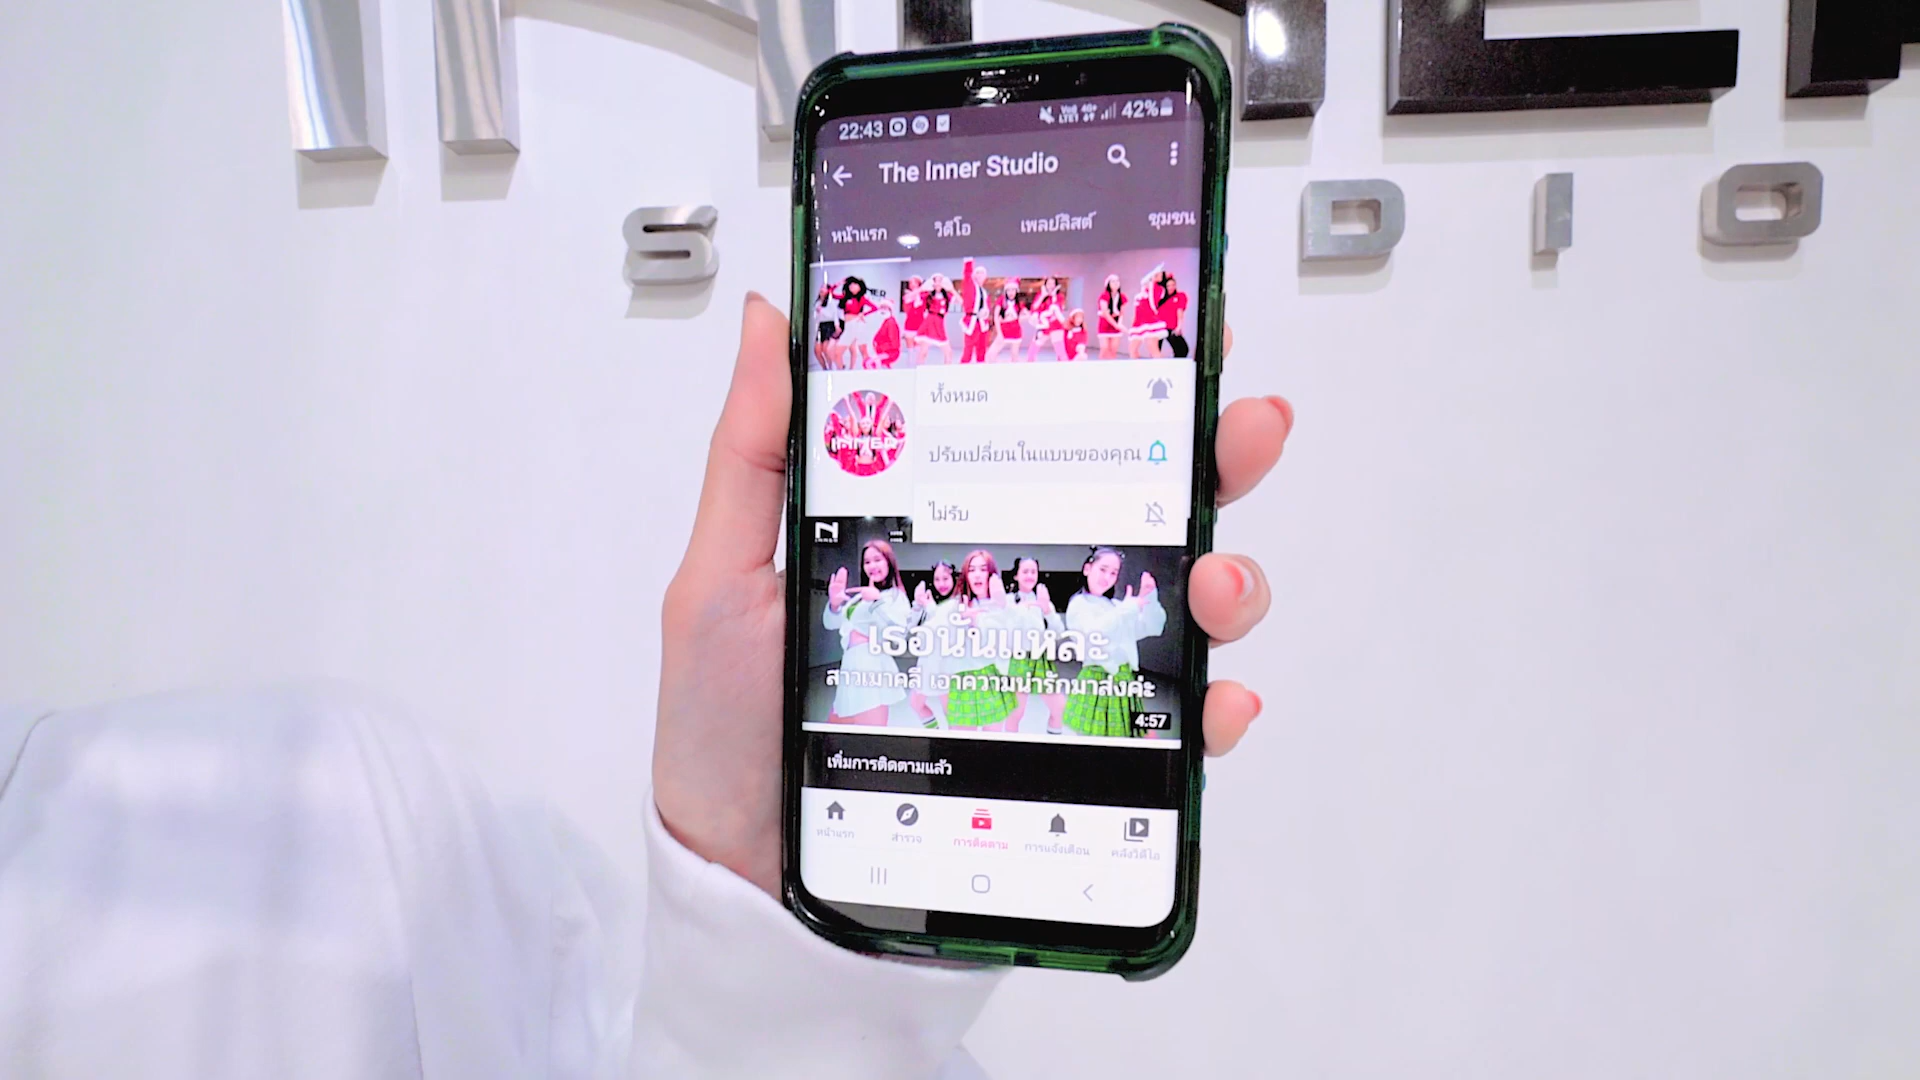 INNER
S DIO
22:43 42%
The Inner Studio
หน้าแรก วิดีโอ เพลย์ลิสต์ ชุมชน
ทั้งหมด
INNER
ปรับเปลี่ยนในแบบของคุณ
ไม่รับ
เธอนั่นแหละ
สาวเมาคลี เอาความน่ารักมาส่งค่ะ
4:57
เพิ่มการติดตามแล้ว
หน้าแรก สำรวจ การติดตาม การแจ้งเตือน คลังวิดีโอ